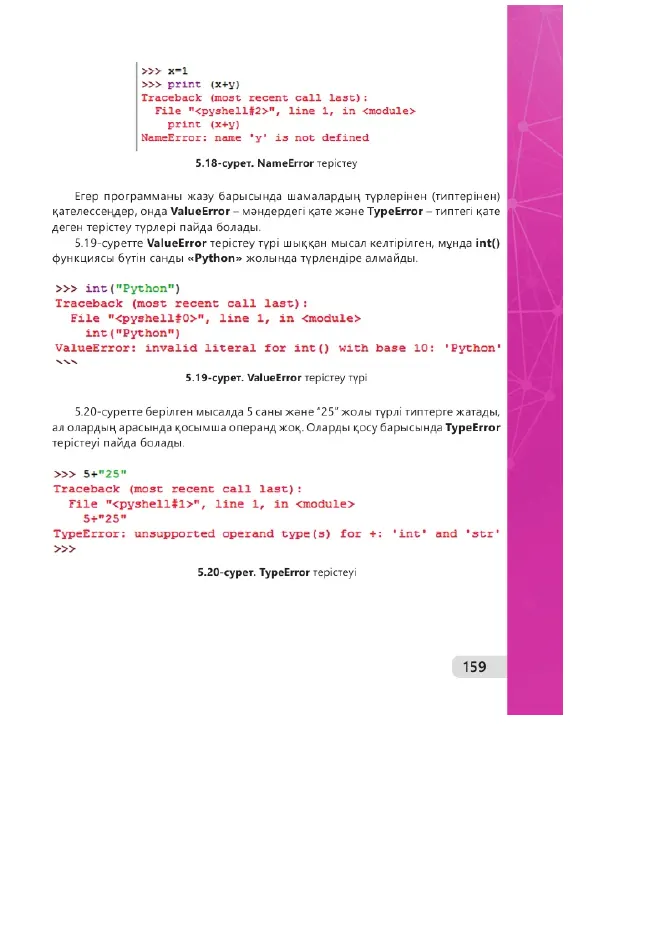 >>> x=1
>>> print (x+y)
Traceback (most recent call last):
File "<pyshell#2>", line 1, in <module>
print (x+y)
NameError: name 'y' is not defined
5.18-сурет. NameError терістеу
Егер программаны жазу барысында шамалардың түрлерінен (типтерінен)
қателессеңдер, онда ValueError – мәндердегі қате және TypeError – типтегі қате
деген терістеу түрлері пайда болады.
5.19-суретте ValueError терістеу түрі шыққан мысал келтірілген, мұнда int()
функциясы бүтін санды «Python» жолында түрлендіре алмайды.
>>> int("Python")
Traceback (most recent call last):
File "<pyshell#0>", line 1, in <module>
int("Python")
ValueError: invalid literal for int() with base 10: 'Python'
5.19-сурет. ValueError терістеу түрі
5.20-суретте берілген мысалда 5 саны және “25” жолы түрлі типтерге жатады,
ал олардың арасында қосымша операнд жоқ. Оларды қосу барысында TypeError
терістеуі пайда болады.
>>> 5+"25"
Traceback (most recent call last):
File "<pyshell#1>", line 1, in <module>
5+"25"
TypeError: unsupported operand type(s) for +: 'int' and 'str'
>>>
5.20-сурет. TypeError терістеуі
159